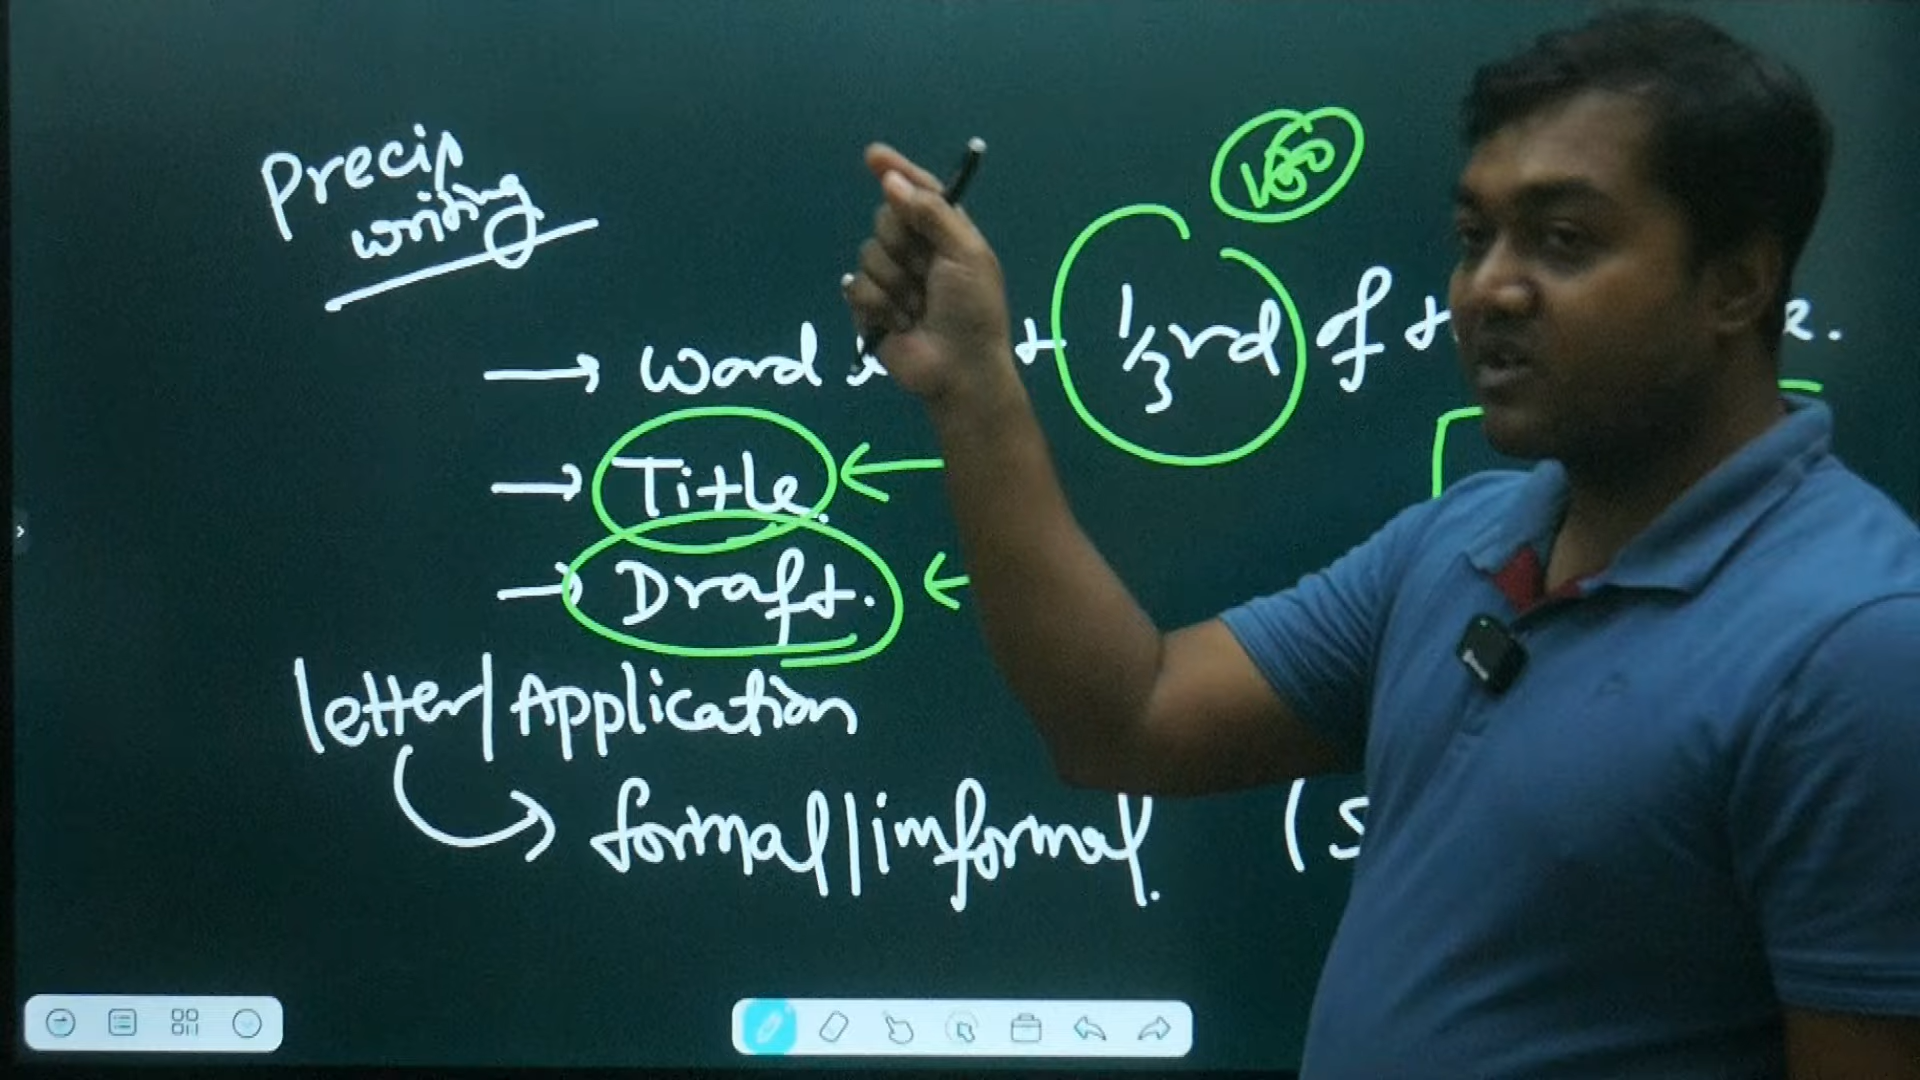 Precis
writing
→ word + 1/3rd of
→ Title.
→ Draft.
letter/Application
formal/informal. (S